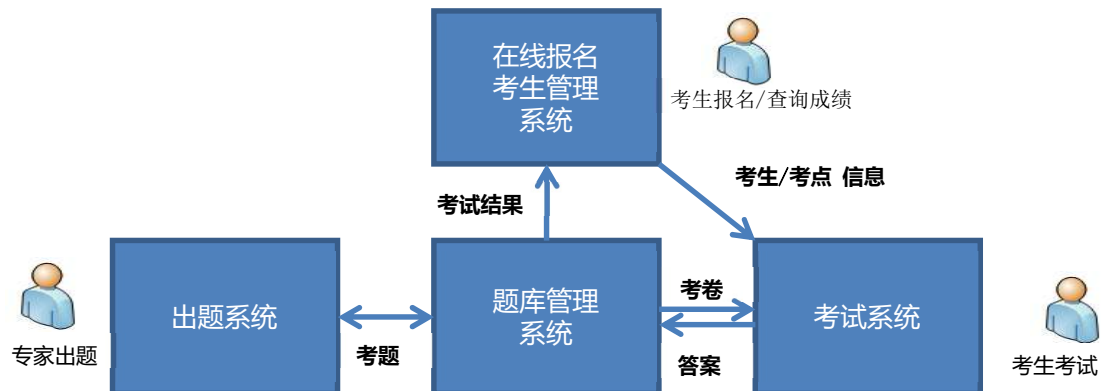 在线报名
考生管理
系统
考生报名/查询成绩
考生/考点 信息
考试结果
出题系统
题库管理
系统
考卷
考试系统
专家出题
考题
答案
考生考试